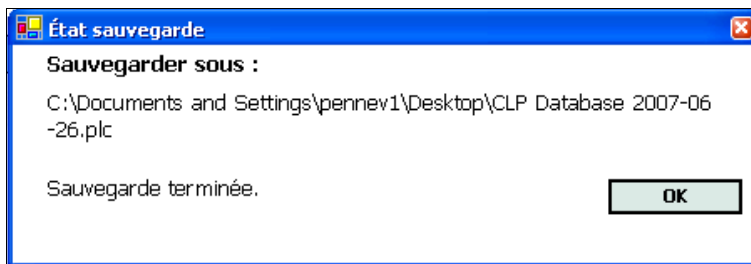 État sauvegarde
Sauvegarder sous :
C:\Documents and Settings\pennev1\Desktop\CLP Database 2007-06
-26.plc
Sauvegarde terminée.
OK